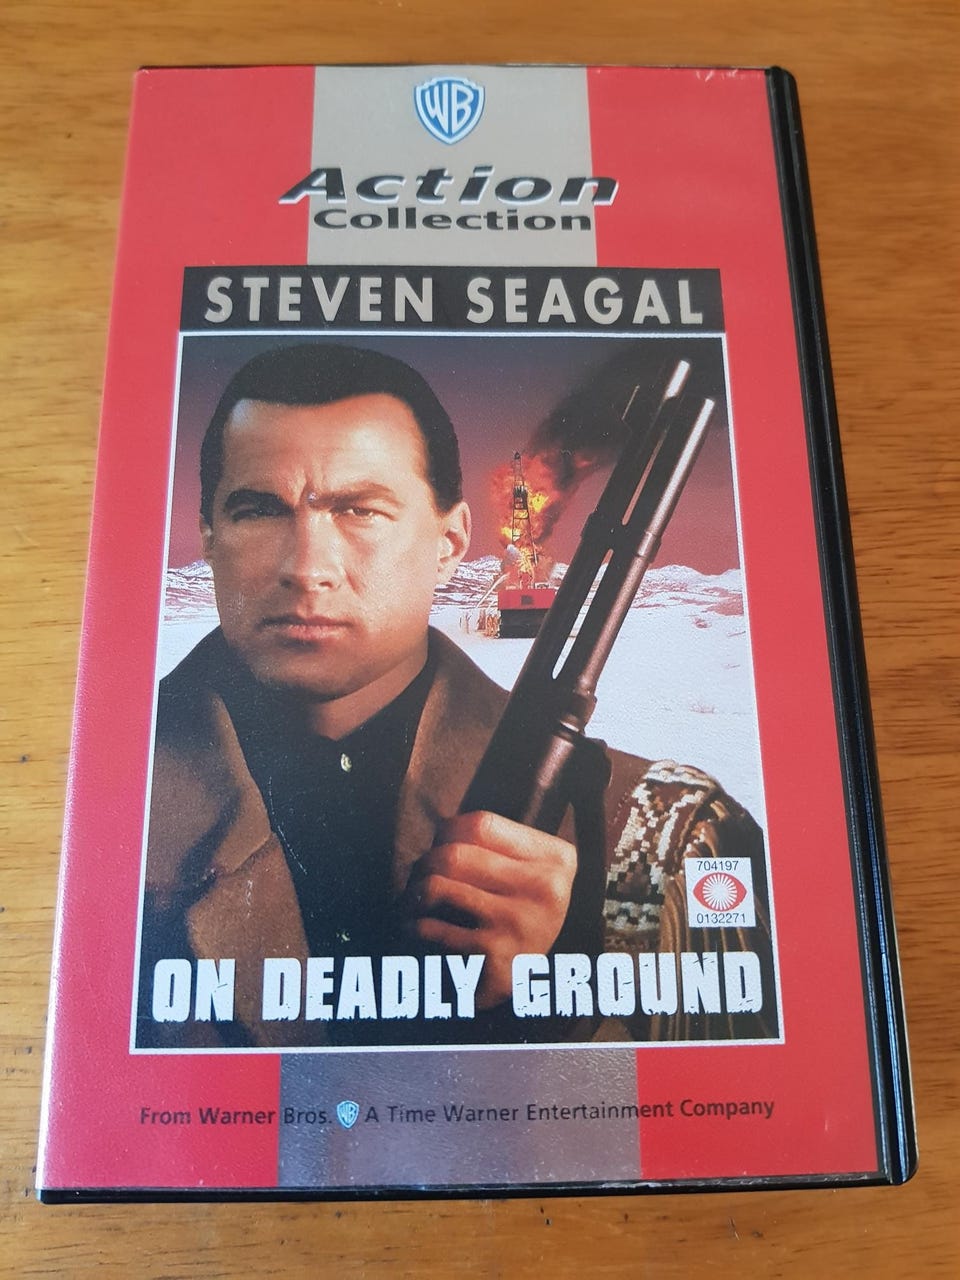 WB
Action
Collection
STEVEN SEAGAL
704197
0132271
ON DEADLY GROUND
From Warner Bros. WB A Time Warner Entertainment Company